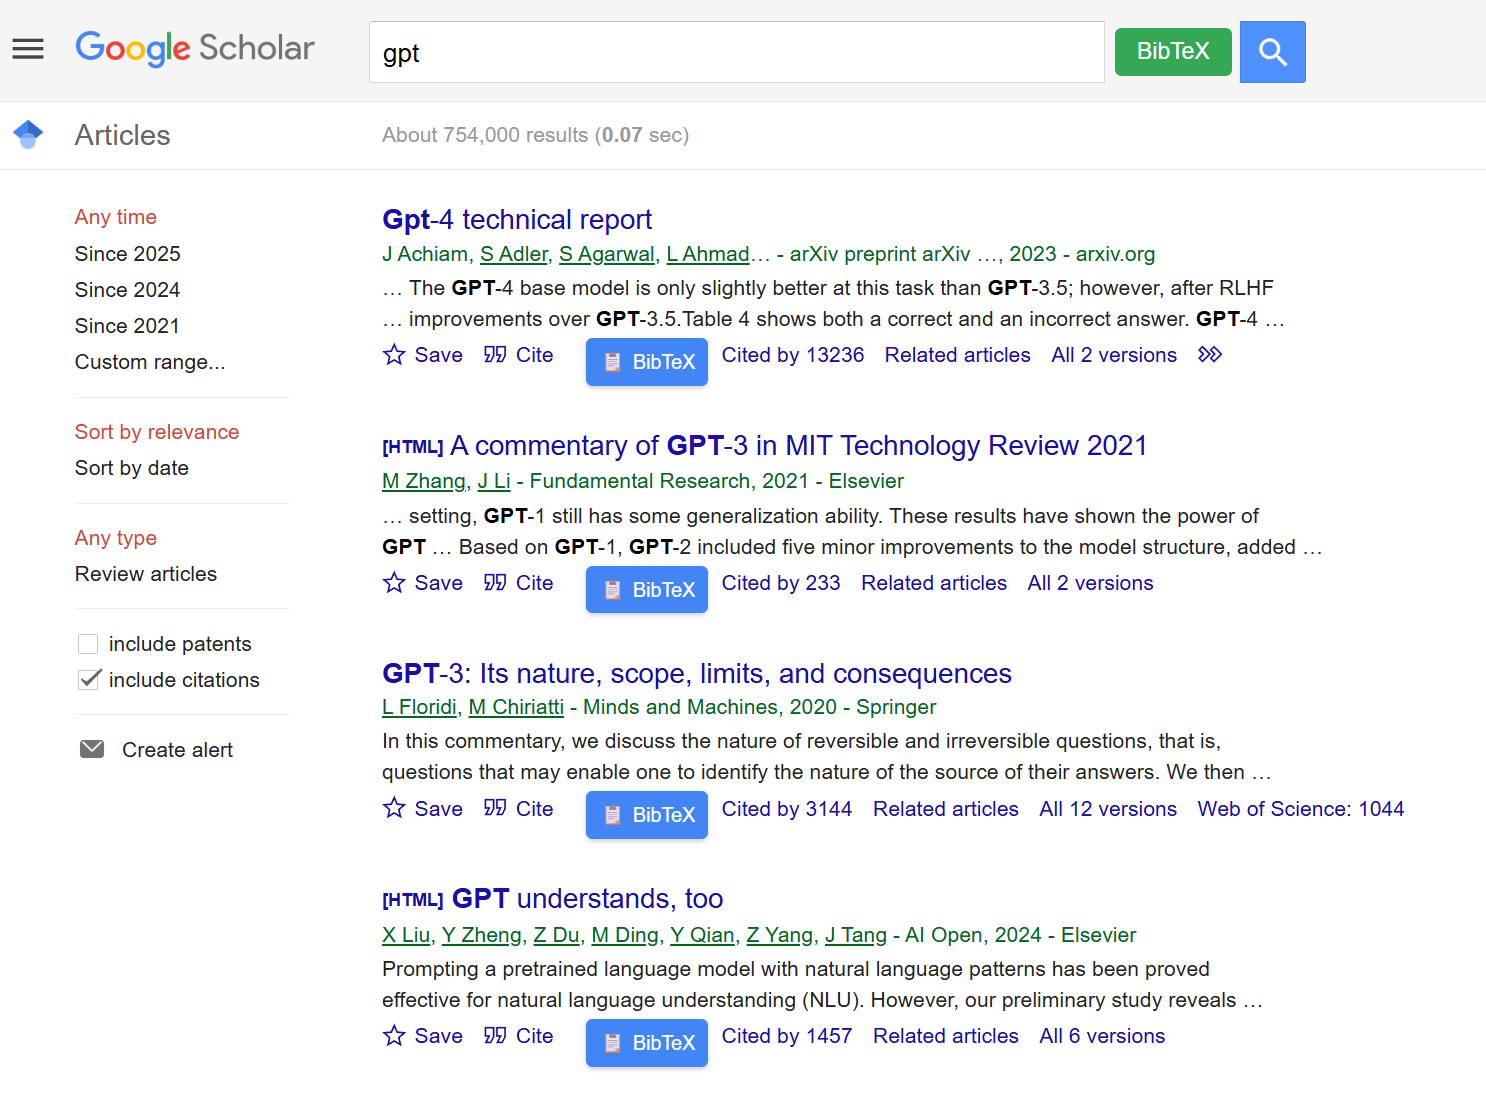 Google Scholar
gpt
BibTeX
Articles
About 754,000 results (0.07 sec)
Any time
Since 2025
Since 2024
Since 2021
Custom range...
Sort by relevance
Sort by date
Any type
Review articles
include patents
include citations
Create alert
Gpt-4 technical report
J Achiam, S Adler, S Agarwal, L Ahmad… - arXiv preprint arXiv …, 2023 - arxiv.org
… The GPT-4 base model is only slightly better at this task than GPT-3.5; however, after RLHF
… improvements over GPT-3.5.Table 4 shows both a correct and an incorrect answer. GPT-4 …
Save Cite BibTeX Cited by 13236 Related articles All 2 versions
[HTML] A commentary of GPT-3 in MIT Technology Review 2021
M Zhang, J Li - Fundamental Research, 2021 - Elsevier
… setting, GPT-1 still has some generalization ability. These results have shown the power of
GPT … Based on GPT-1, GPT-2 included five minor improvements to the model structure, added …
Save Cite BibTeX Cited by 233 Related articles All 2 versions
GPT-3: Its nature, scope, limits, and consequences
L Floridi, M Chiriatti - Minds and Machines, 2020 - Springer
In this commentary, we discuss the nature of reversible and irreversible questions, that is,
questions that may enable one to identify the nature of the source of their answers. We then …
Save Cite BibTeX Cited by 3144 Related articles All 12 versions Web of Science: 1044
[HTML] GPT understands, too
X Liu, Y Zheng, Z Du, M Ding, Y Qian, Z Yang, J Tang - AI Open, 2024 - Elsevier
Prompting a pretrained language model with natural language patterns has been proved
effective for natural language understanding (NLU). However, our preliminary study reveals …
Save Cite BibTeX Cited by 1457 Related articles All 6 versions